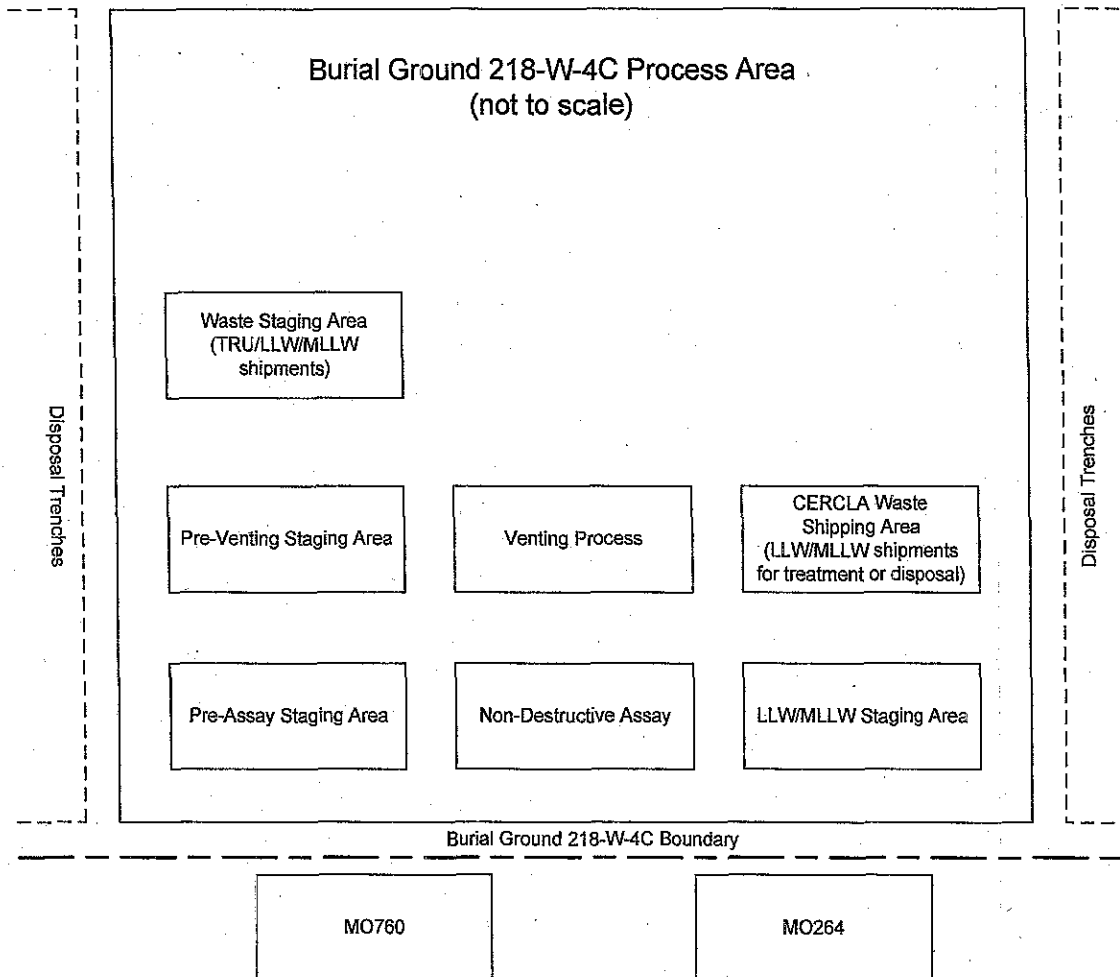 Burial Ground 218-W-4C Process Area
(not to scale)
Waste Staging Area
(TRU/LLW/MLLW
shipments)
Disposal Trenches
Disposal Trenches
Pre-Venting Staging Area
Venting Process
CERCLA Waste
Shipping Area
(LLW/MLLW shipments
for treatment or disposal)
Pre-Assay Staging Area
Non-Destructive Assay
LLW/MLLW Staging Area
Burial Ground 218-W-4C Boundary
MO760
MO264